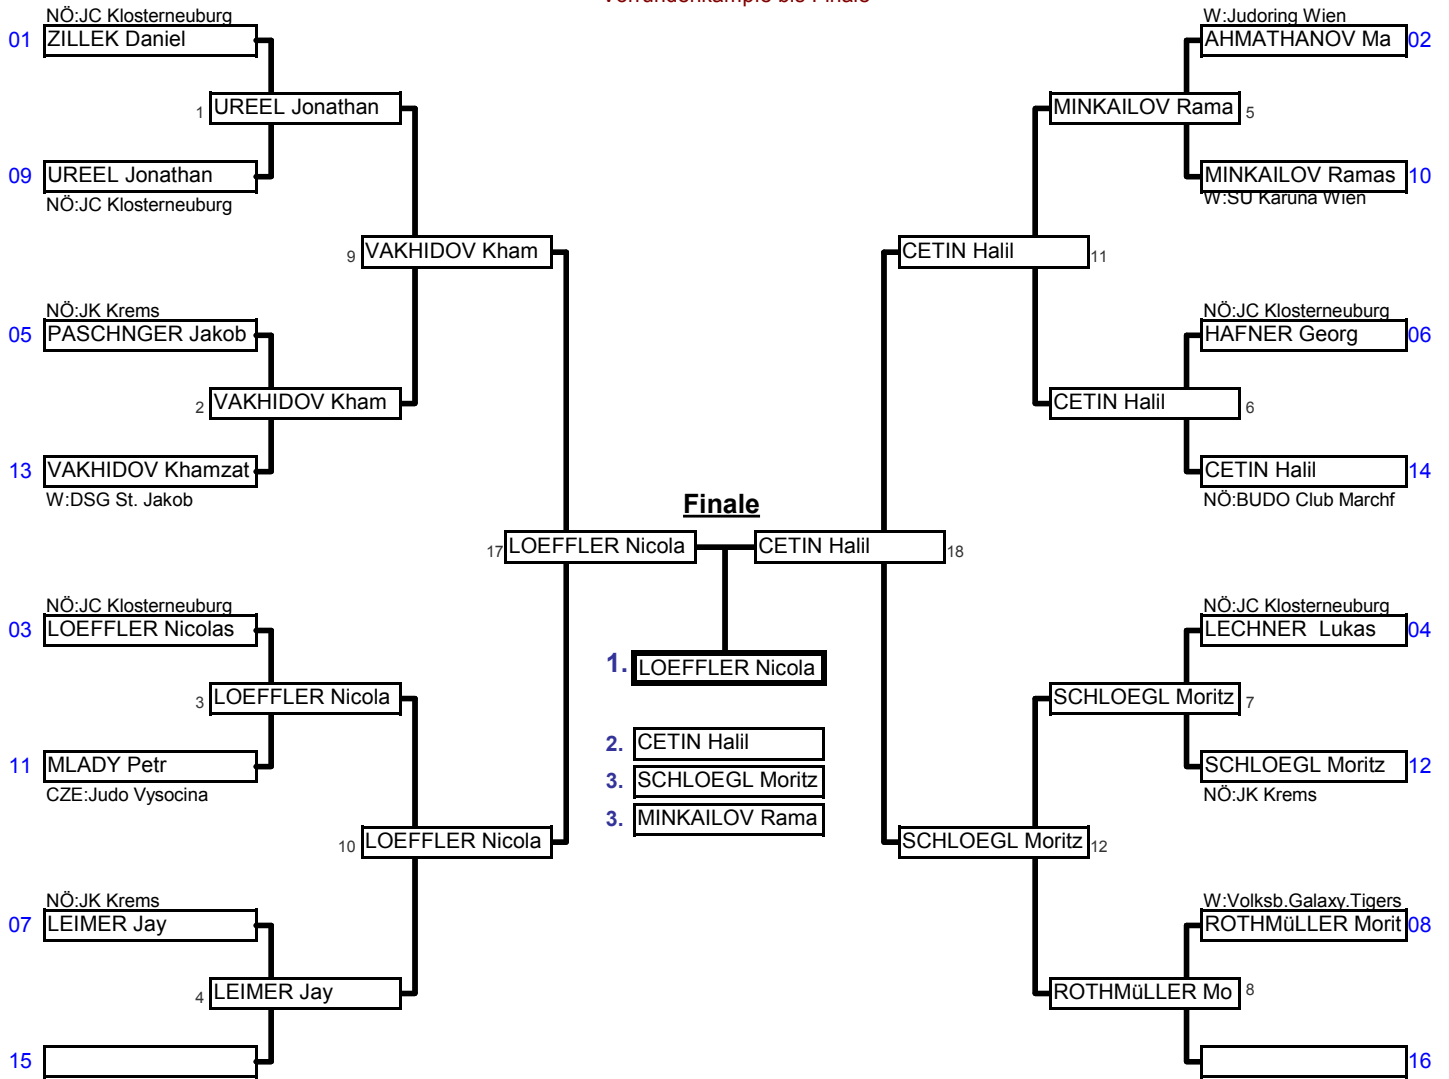 Vorrundenkämpfe bis Finale
NÖ:JC Klosterneuburg
01 ZILLEK Daniel
1 UREEL Jonathan
09 UREEL Jonathan
NÖ:JC Klosterneuburg
9 VAKHIDOV Kham
NÖ:JK Krems
05 PASCHNGER Jakob
2 VAKHIDOV Kham
13 VAKHIDOV Khamzat
W:DSG St. Jakob
17 LOEFFLER Nicola
NÖ:JC Klosterneuburg
03 LOEFFLER Nicolas
3 LOEFFLER Nicola
11 MLADY Petr
CZE:Judo Vysocina
10 LOEFFLER Nicola
NÖ:JK Krems
07 LEIMER Jay
4 LEIMER Jay
15
Finale
1. LOEFFLER Nicola
2. CETIN Halil
3. SCHLOEGL Moritz
3. MINKAILOV Rama
W:Judoring Wien
AHMATHANOV Ma 02
MINKAILOV Rama 5
MINKAILOV Ramas 10
W:SU Karuna Wien
CETIN Halil 11
NÖ:JC Klosterneuburg
HAFNER Georg 06
CETIN Halil 6
CETIN Halil 14
NÖ:BUDO Club Marchf
CETIN Halil 18
NÖ:JC Klosterneuburg
LECHNER Lukas 04
SCHLOEGL Moritz 7
SCHLOEGL Moritz 12
NÖ:JK Krems
SCHLOEGL Moritz 12
W:Volksb.Galaxy.Tigers
ROTHMüLLER Morit 08
ROTHMüLLER Mo 8
16